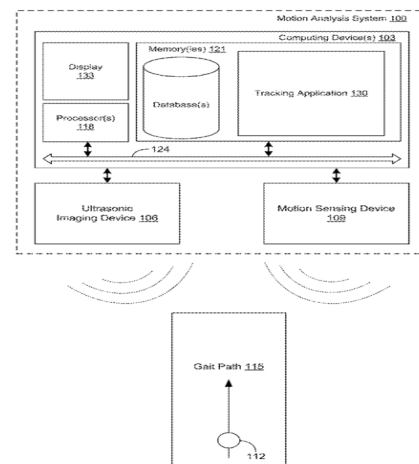 Motion Analysis System 100
Computing Device(s) 103
Memory(ies) 121
Display
133
Database(s)
Tracking Application 130
Processor(s)
118
124
Ultrasonic
Imaging Device 106
Motion Sensing Device
109
Gait Path 115
112